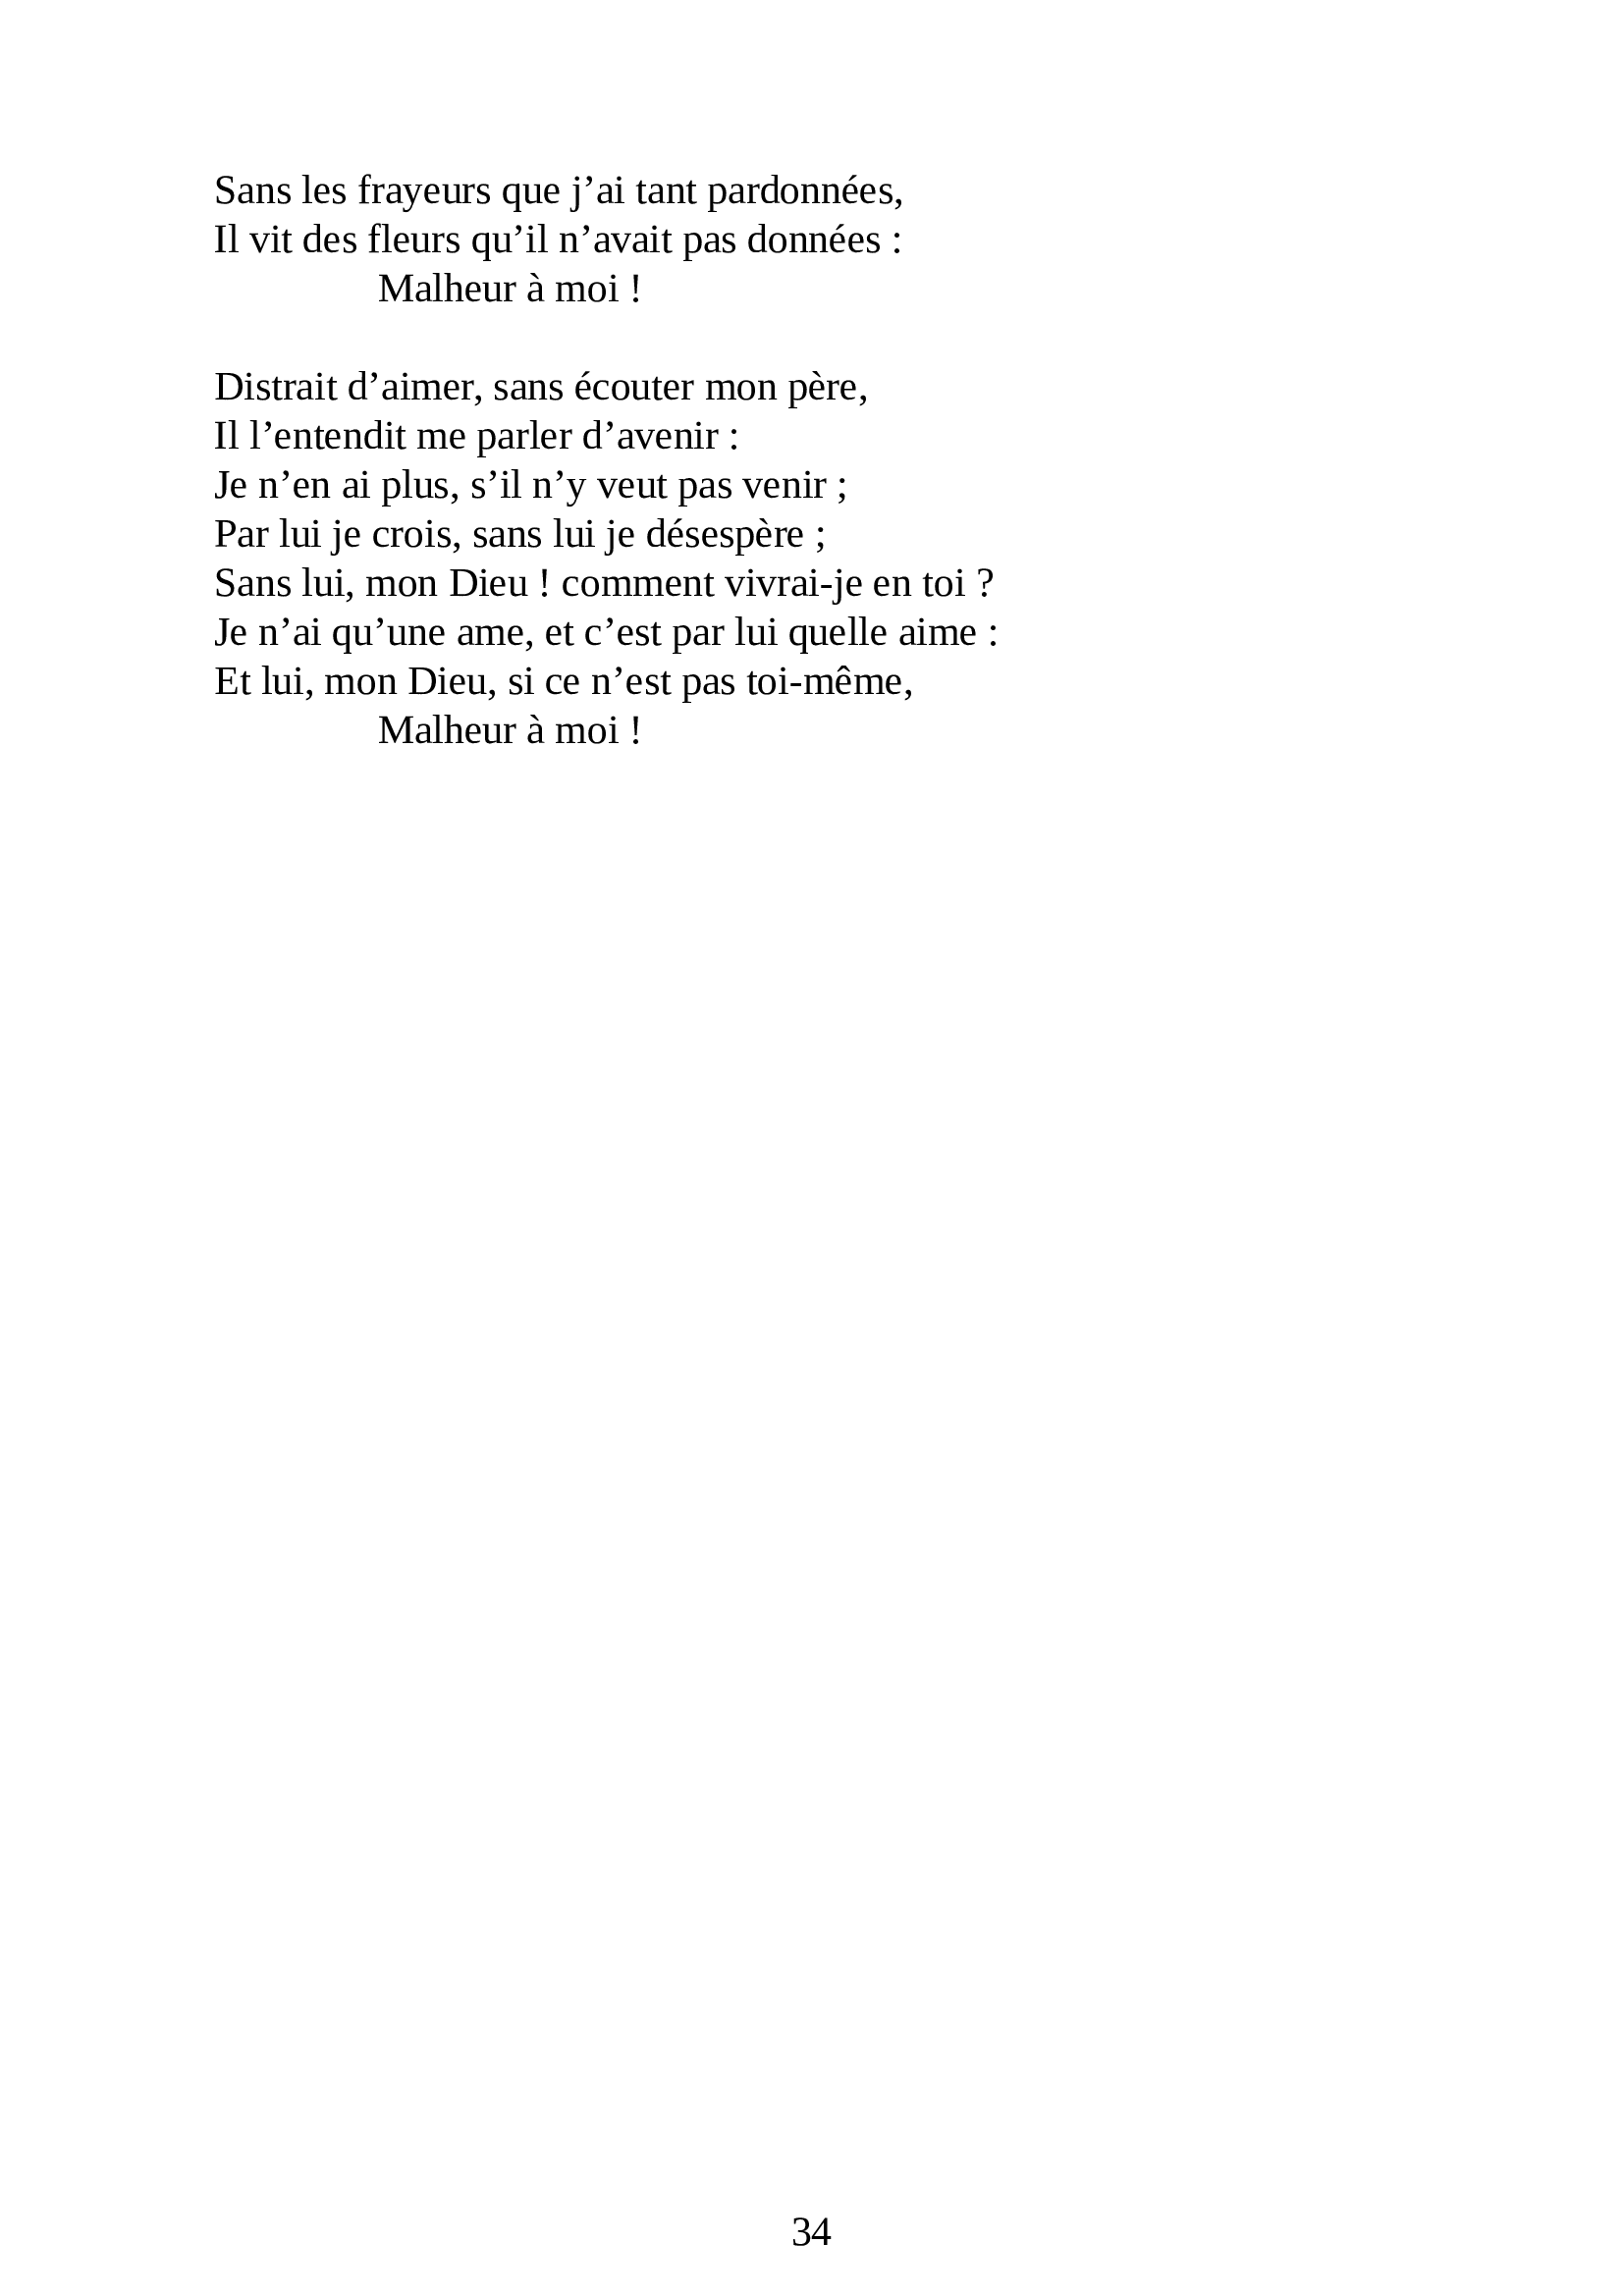 Sans les frayeurs que j’ai tant pardonnées,
Il vit des fleurs qu’il n’avait pas données :
Malheur à moi !
Distrait d’aimer, sans écouter mon père,
Il l’entendit me parler d’avenir :
Je n’en ai plus, s’il n’y veut pas venir ;
Par lui je crois, sans lui je désespère ;
Sans lui, mon Dieu ! comment vivrai-je en toi ?
Je n’ai qu’une ame, et c’est par lui quelle aime :
Et lui, mon Dieu, si ce n’est pas toi-même,
Malheur à moi !
34